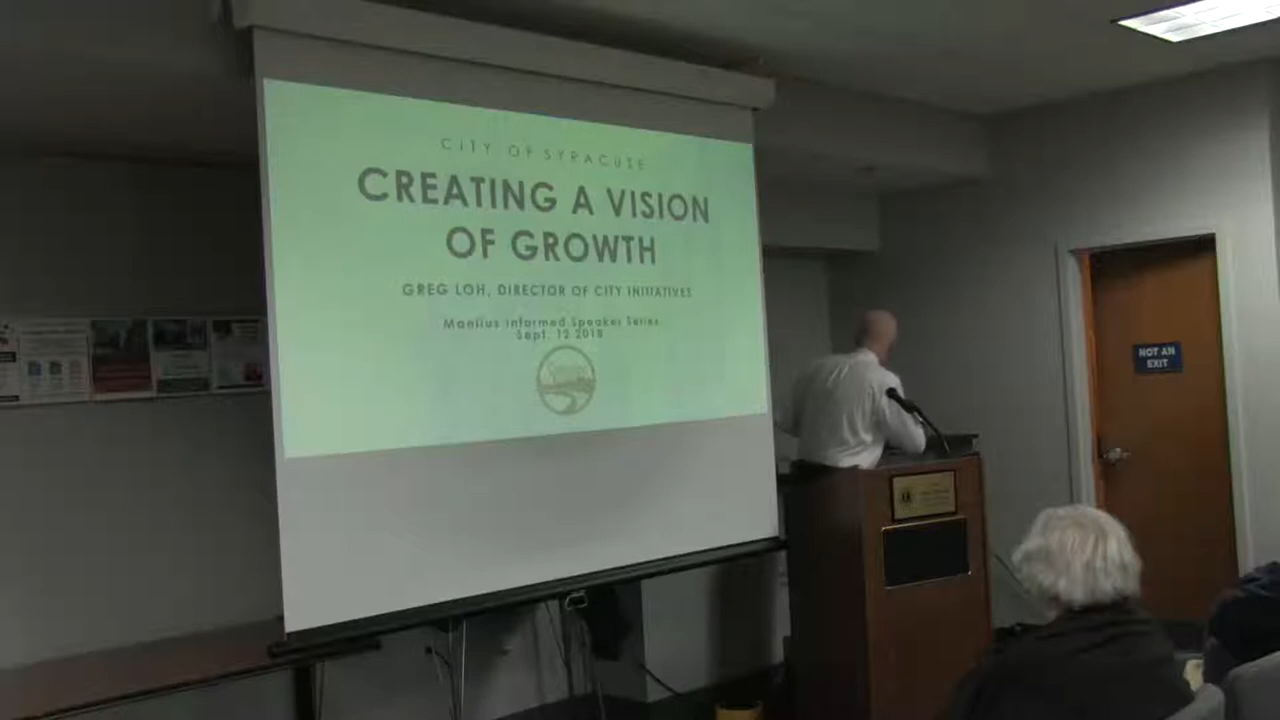 CITY OF SYRACUSE
CREATING A VISION
OF GROWTH
GREG LOH, DIRECTOR OF CITY INITIATIVES
Manlius Informed Speaker Series
Sept. 12 2018
NOT AN
EXIT